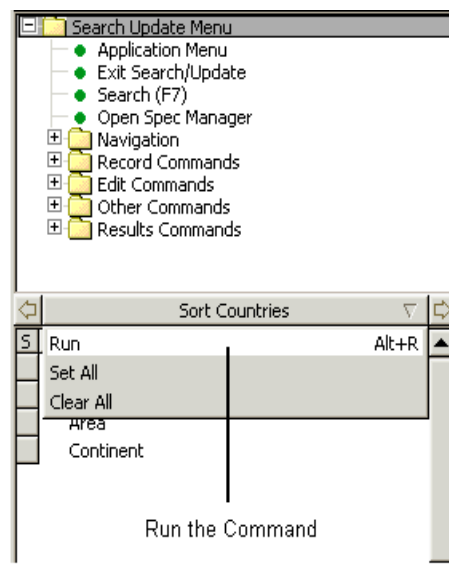 Search Update Menu
Application Menu
Exit Search/Update
Search (F7)
Open Spec Manager
Navigation
Record Commands
Edit Commands
Other Commands
Results Commands
Sort Countries
S
Run Alt+R
Set All
Clear All
Area
Continent
Run the Command